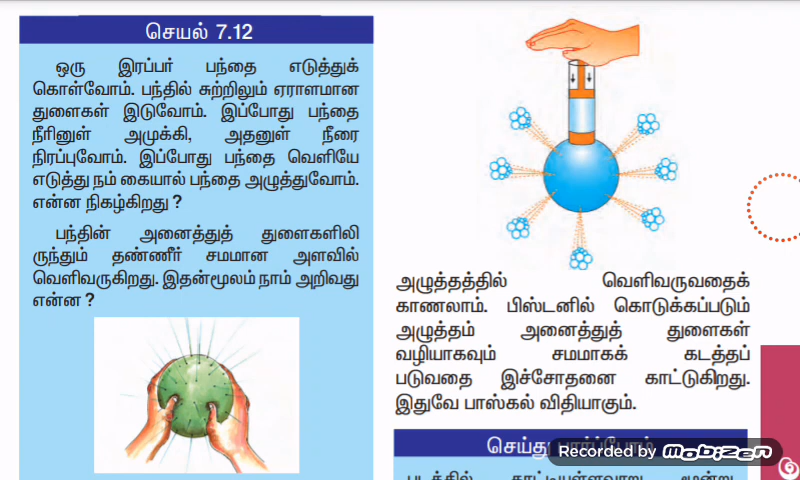 செயல் 7.12
ஒரு இரப்பர் பந்தை எடுத்துக்
கொள்வோம். பந்தில் சுற்றிலும் ஏராளமான
துளைகள் இடுவோம். இப்போது பந்தை
நீரினுள் அமுக்கி, அதனுள் நீரை
நிரப்புவோம். இப்போது பந்தை வெளியே
எடுத்து நம் கையால் பந்தை அழுத்துவோம்.
என்ன நிகழ்கிறது ?
பந்தின் அனைத்துத் துளைகளிலி
ருந்தும் தண்ணீர் சமமான அளவில்
வெளிவருகிறது. இதன்மூலம் நாம் அறிவது
என்ன ?
அழுத்தத்தில் வெளிவருவதைக்
காணலாம். பிஸ்டனில் கொடுக்கப்படும்
அழுத்தம் அனைத்துத் துளைகள்
வழியாகவும் சமமாகக் கடத்தப்
படுவதை இச்சோதனை காட்டுகிறது.
இதுவே பாஸ்கல் விதியாகும்.
செய்து
Recorded by MOBIZEN
படத்தில் காட்டியுள்ளவாறு மூன்று